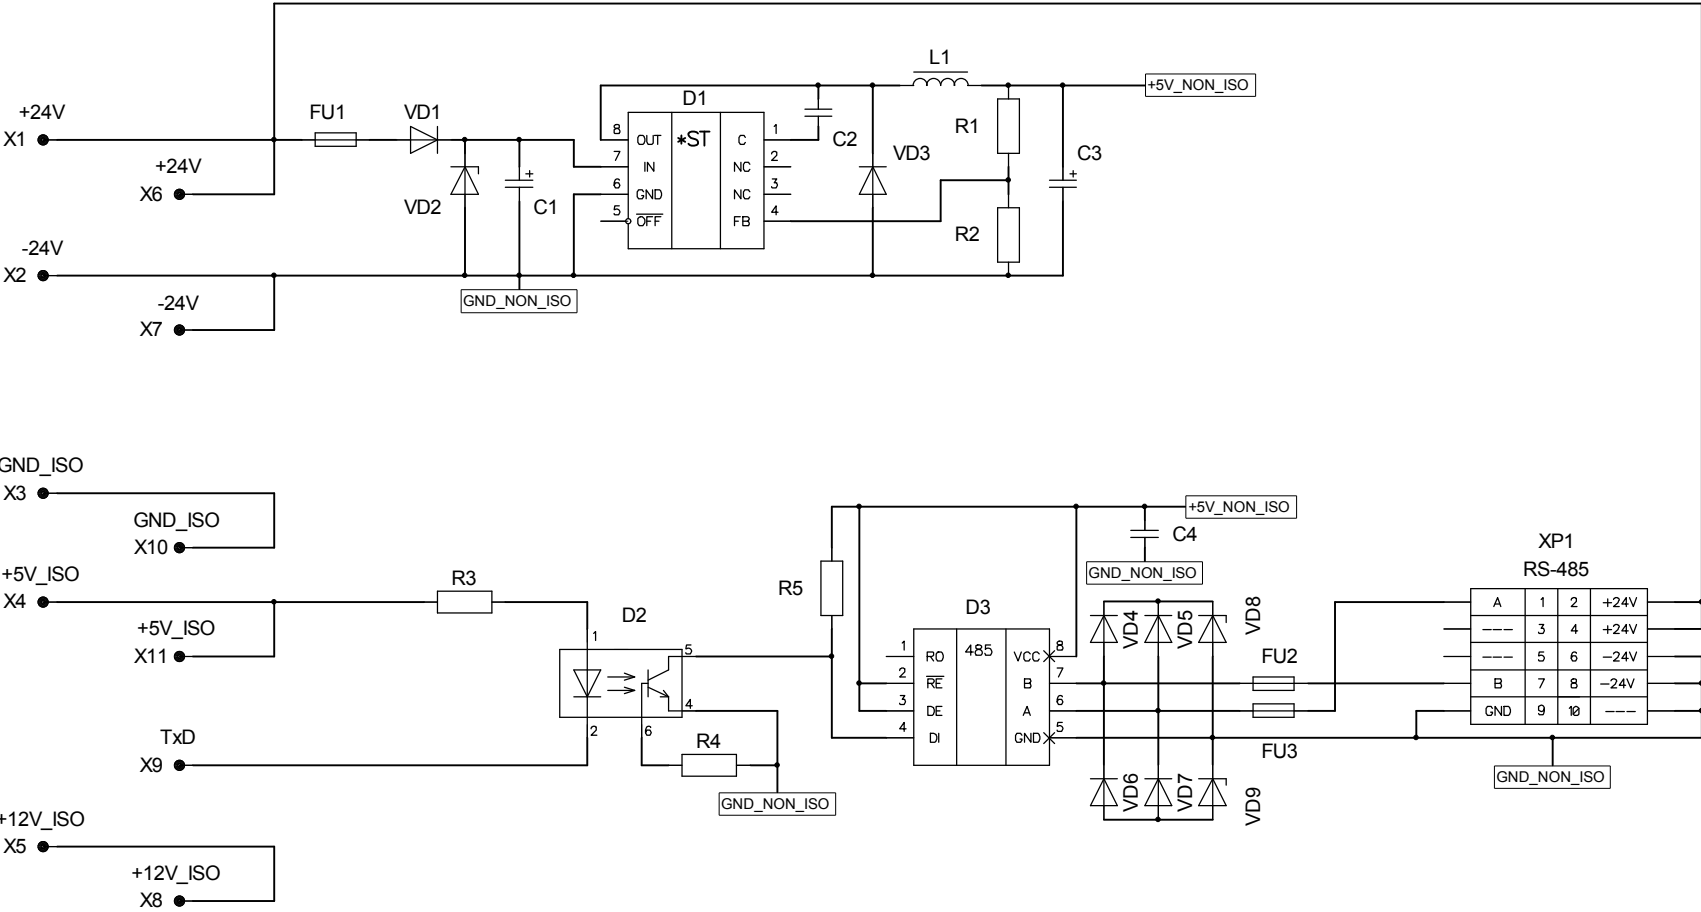 L1
+5V_NON_ISO
+24V
X1
FU1
VD1
D1
8 OUT *ST C 1
7 IN NC 2
6 GND NC 3
5 OFF FB 4
C2
VD3
R1
C3
+24V
X6
VD2
+
C1
R2
+
-24V
X2
GND_NON_ISO
-24V
X7
GND_ISO
X3
GND_ISO
X10
+5V_ISO
X4
+5V_ISO
X11
R3
D2
1
5
4
2
6
R4
GND_NON_ISO
TxD
X9
+12V_ISO
X5
+12V_ISO
X8
R5
+5V_NON_ISO
C4
GND_NON_ISO
D3
1 RO 485 VCC 8
2 RE B 7
3 DE A 6
4 DI GND 5
VD4
VD5
VD8
VD6
VD7
VD9
FU2
FU3
XP1
RS-485
A 1 2 +24V
--- 3 4 +24V
--- 5 6 -24V
B 7 8 -24V
GND 9 10 ---
GND_NON_ISO